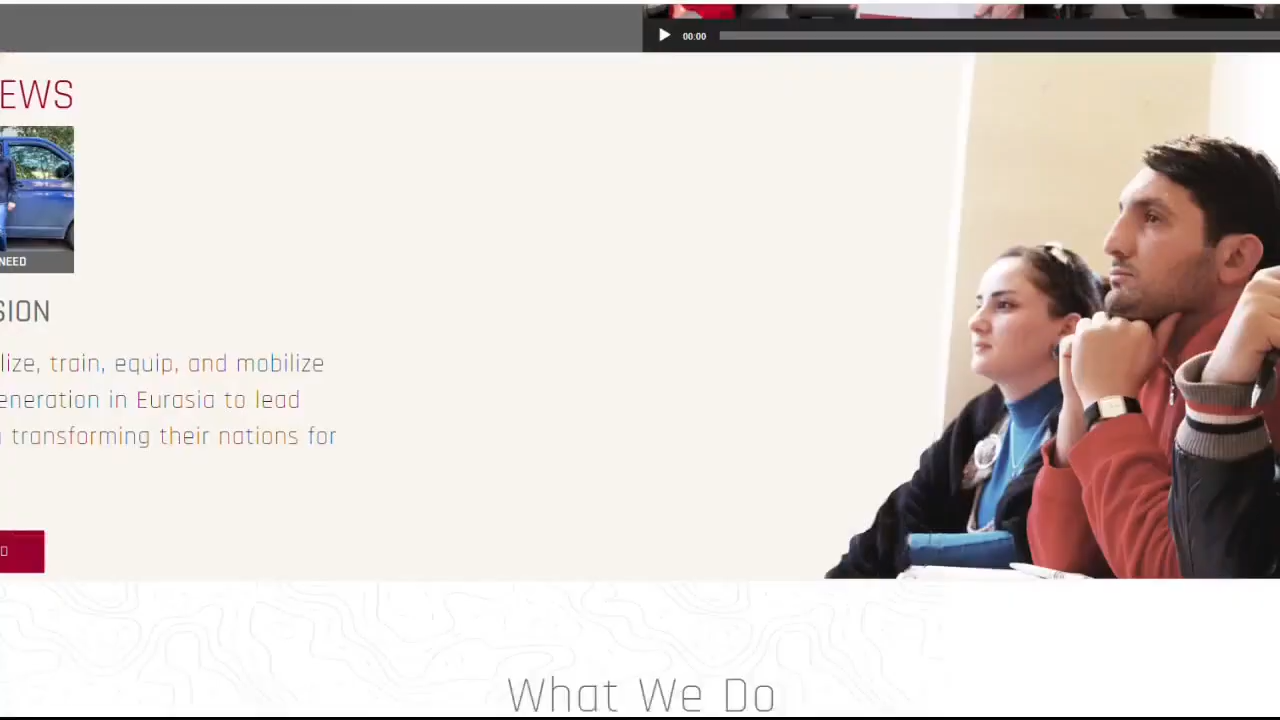 00:00
EWS
NEED
SION
lize, train, equip, and mobilize
eneration in Eurasia to lead
transforming their nations for
What We Do